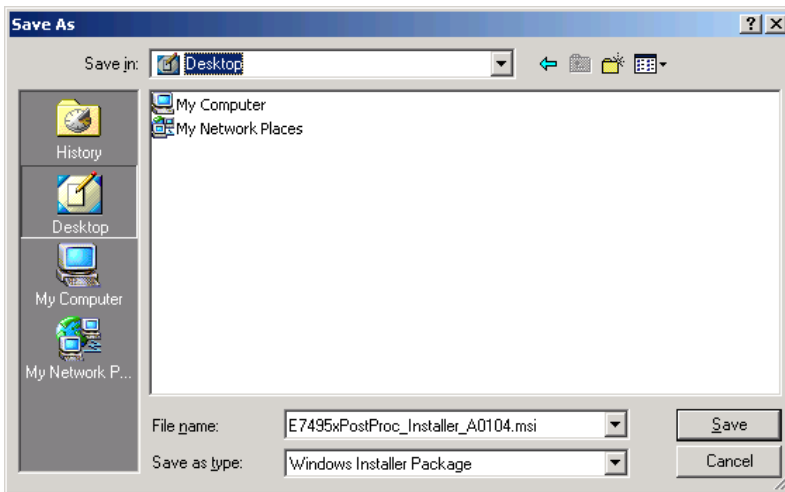 Save As
Save in:
Desktop
My Computer
My Network Places
History
Desktop
My Computer
My Network P...
File name:
E7495xPostProc_Installer_A0104.msi
Save
Save as type:
Windows Installer Package
Cancel